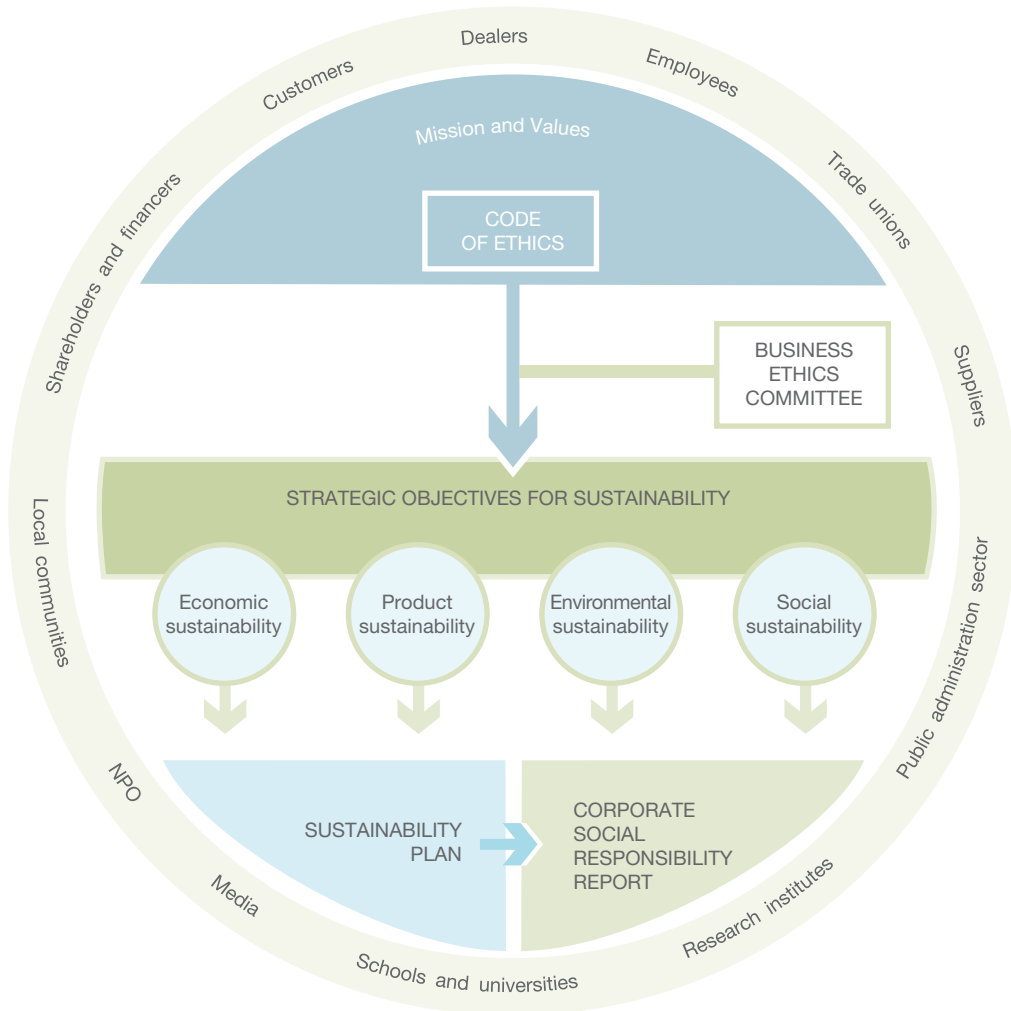 Dealers
Employees
Trade unions
Suppliers
Public administration sector
Research institutes
Schools and universities
Media
NPO
Local communities
Shareholders and financers
Customers
Mission and Values
CODE
OF ETHICS
BUSINESS
ETHICS
COMMITTEE
STRATEGIC OBJECTIVES FOR SUSTAINABILITY
Economic
sustainability
Product
sustainability
Environmental
sustainability
Social
sustainability
SUSTAINABILITY
PLAN
CORPORATE
SOCIAL
RESPONSIBILITY
REPORT